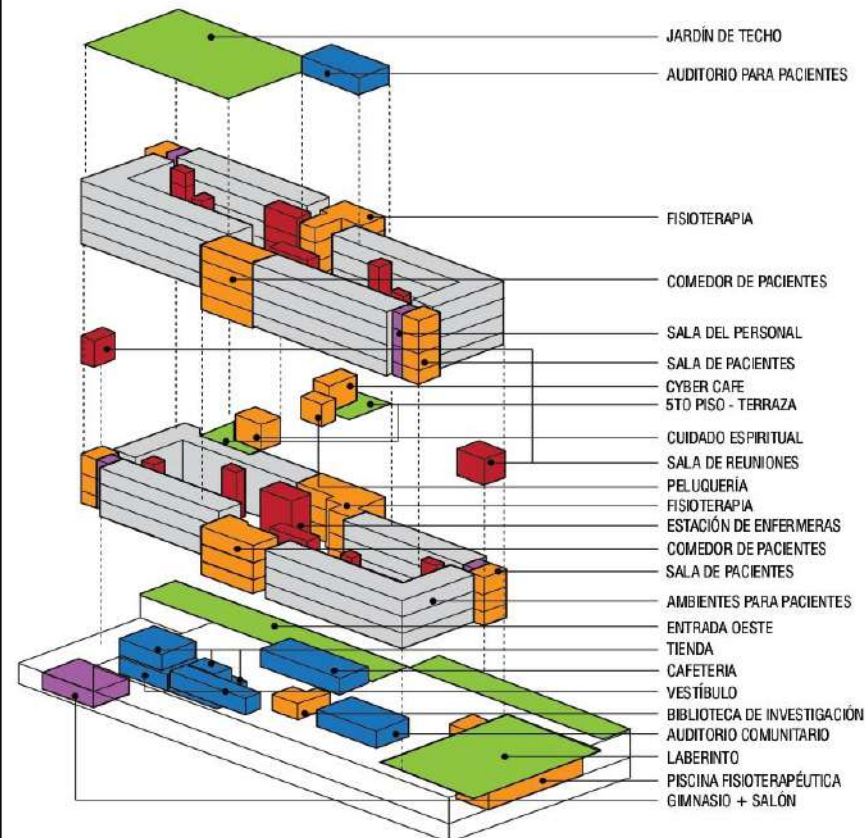 JARDÍN DE TECHO
AUDITORIO PARA PACIENTES
FISIOTERAPIA
COMEDOR DE PACIENTES
SALA DEL PERSONAL
SALA DE PACIENTES
CYBER CAFE
5TO PISO - TERRAZA
CUIDADO ESPIRITUAL
SALA DE REUNIONES
PELUQUERÍA
FISIOTERAPIA
ESTACIÓN DE ENFERMERAS
COMEDOR DE PACIENTES
SALA DE PACIENTES
AMBIENTES PARA PACIENTES
ENTRADA OESTE
TIENDA
CAFETERIA
VESTÍBULO
BIBLIOTECA DE INVESTIGACIÓN
AUDITORIO COMUNITARIO
LABERINTO
PISCINA FISIOTERAPÉUTICA
GIMNASIO + SALÓN